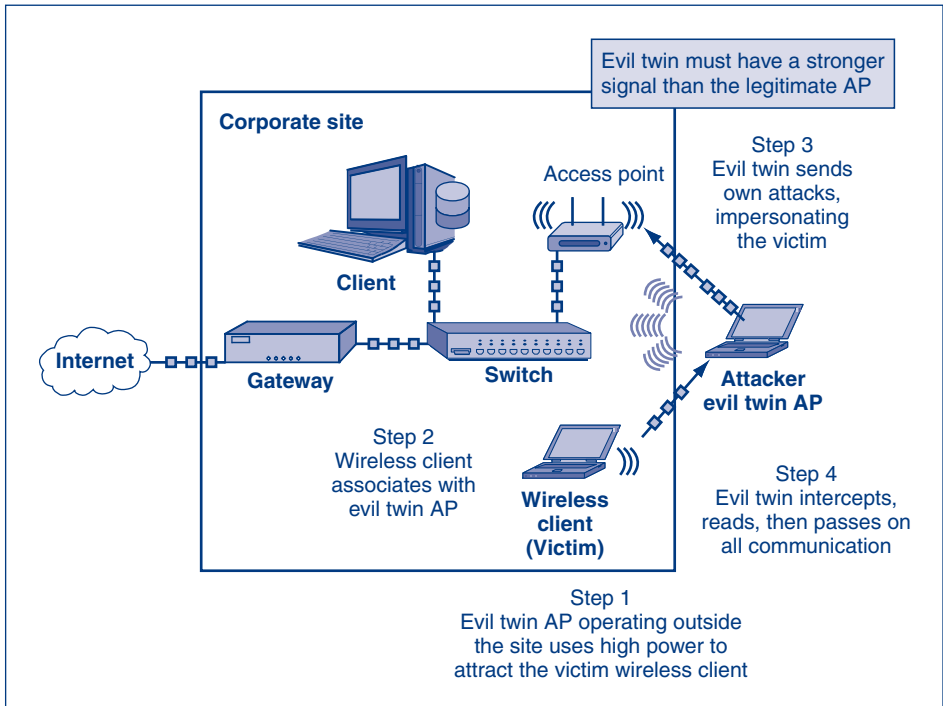 Evil twin must have a stronger
signal than the legitimate AP
Corporate site
Step 3
Evil twin sends
own attacks,
impersonating
the victim
Access point
Client
Internet
Gateway
Switch
Attacker
evil twin AP
Step 2
Wireless client
associates with
evil twin AP
Wireless
client
(Victim)
Step 4
Evil twin intercepts,
reads, then passes on
all communication
Step 1
Evil twin AP operating outside
the site uses high power to
attract the victim wireless client